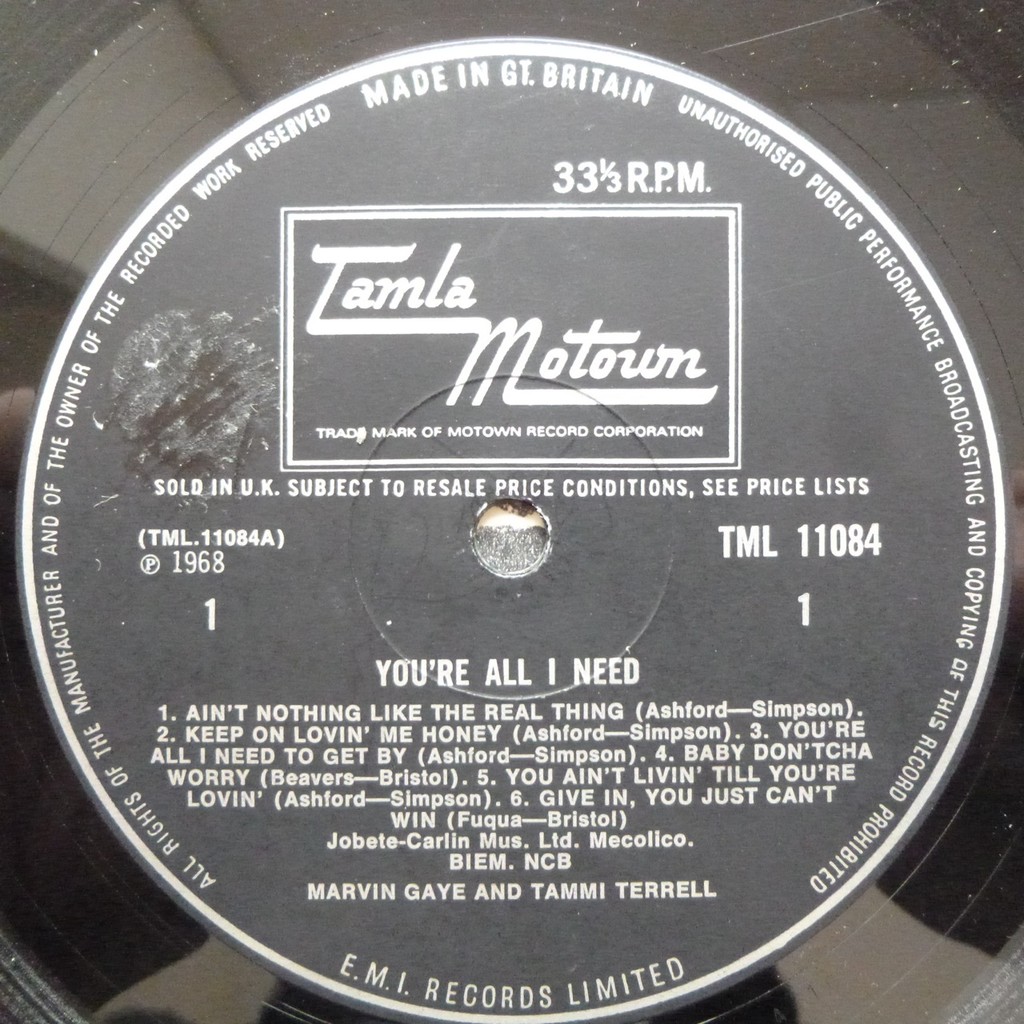 MADE IN GT. BRITAIN
UNAUTHORISED PUBLIC PERFORMANCE BROADCASTING AND COPYING OF THIS RECORD PROHIBITED
ALL RIGHTS OF THE MANUFACTURER AND OF THE OWNER OF THE RECORDED WORK RESERVED
33⅓ R.P.M.
Tamla
Motown
TRADE MARK OF MOTOWN RECORD CORPORATION
SOLD IN U.K. SUBJECT TO RESALE PRICE CONDITIONS, SEE PRICE LISTS
(TML.11084A)
TML 11084
℗ 1968
1
1
YOU'RE ALL I NEED
1. AIN'T NOTHING LIKE THE REAL THING (Ashford—Simpson).
2. KEEP ON LOVIN' ME HONEY (Ashford—Simpson). 3. YOU'RE
ALL I NEED TO GET BY (Ashford—Simpson). 4. BABY DON'TCHA
WORRY (Beavers—Bristol). 5. YOU AIN'T LIVIN' TILL YOU'RE
LOVIN' (Ashford—Simpson). 6. GIVE IN, YOU JUST CAN'T
WIN (Fuqua—Bristol)
Jobete-Carlin Mus. Ltd. Mecolico.
BIEM. NCB
MARVIN GAYE AND TAMMI TERRELL
E.M.I. RECORDS LIMITED